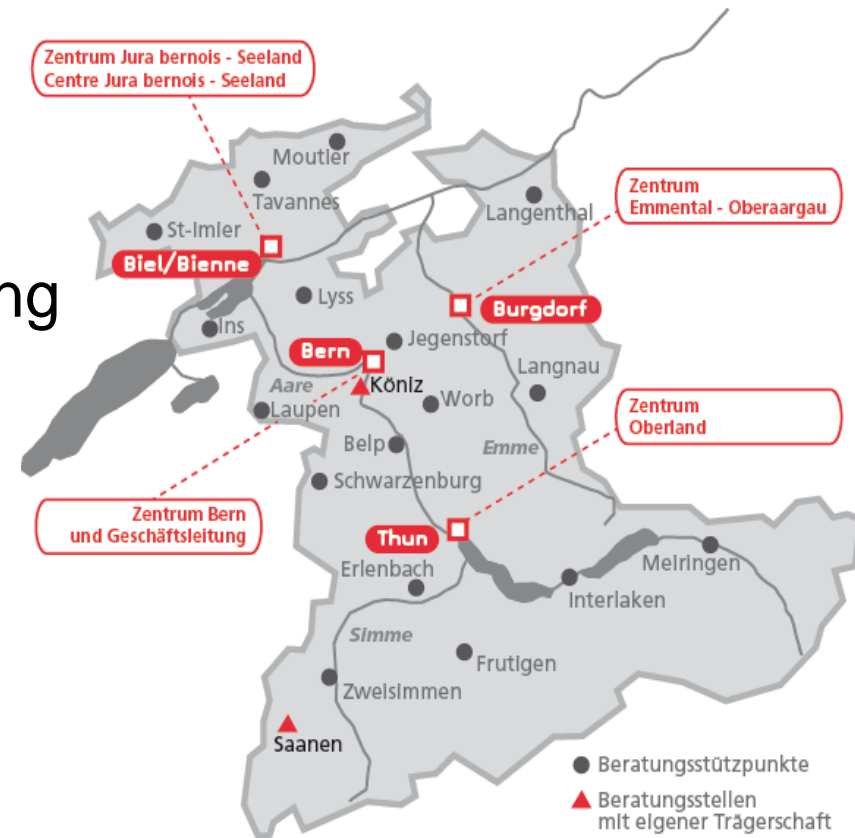 Zentrum Jura bernois - Seeland
Centre Jura bernois - Seeland
Moutier
Tavannes
Langenthal
Zentrum
Emmental - Oberaargau
St-Imier
Biel/Bienne
ng
Lyss
Burgdorf
Ins
Jegenstorf
Bern
Langnau
Köniz
Aare
Worb
Laupen
Zentrum
Oberland
Belp
Emme
Schwarzenburg
Zentrum Bern
und Geschäftsleitung
Thun
Meiringen
Erlenbach
Interlaken
Simme
Frutigen
Zweisimmen
Saanen
Beratungsstützpunkte
Beratungsstellen
mit eigener Trägerschaft